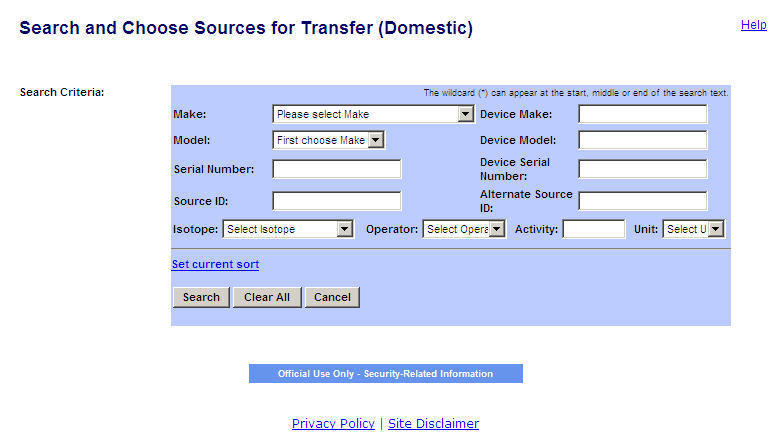 Search and Choose Sources for Transfer (Domestic)
Help
Search Criteria:
The wildcard (*) can appear at the start, middle or end of the search text.
Make: Please select Make Device Make:
Model: First choose Make Device Model:
Serial Number: Device Serial
Number:
Source ID: Alternate Source
ID:
Isotope: Select Isotope Operator: Select Opera Activity: Unit: Select U
Set current sort
Search Clear All Cancel
Official Use Only - Security-Related Information
Privacy Policy | Site Disclaimer